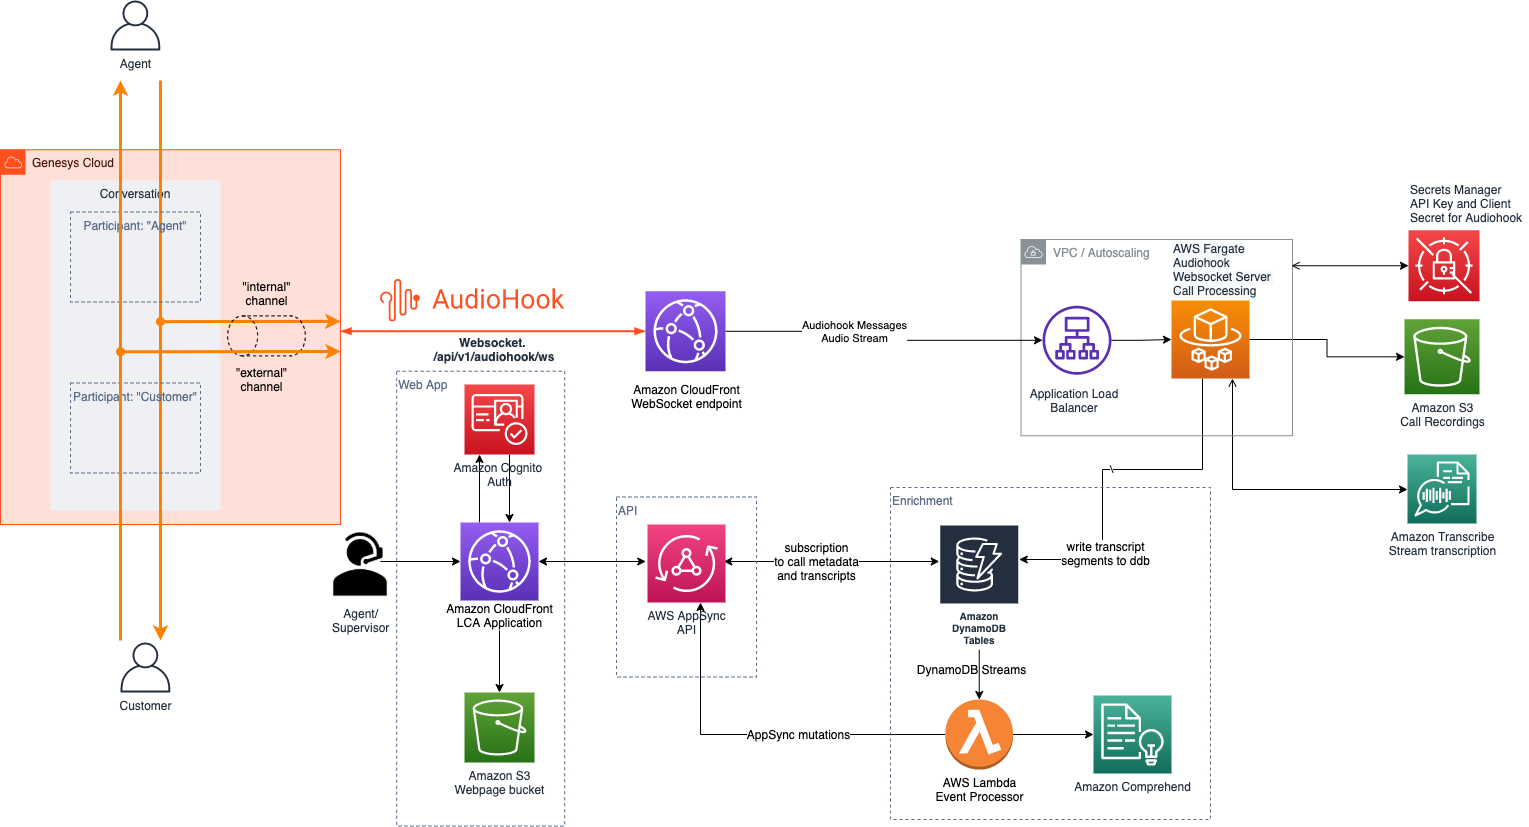 Agent
Genesys Cloud
Conversation
Participant: "Agent"
"internal"
channel
"external"
channel
Participant: "Customer"
Customer
AudioHook
Websocket.
/api/v1/audiohook/ws
Amazon CloudFront
WebSocket endpoint
Audiohook Messages
Audio Stream
VPC / Autoscaling
AWS Fargate
Audiohook
Websocket Server
Call Processing
Application Load
Balancer
Secrets Manager
API Key and Client
Secret for Audiohook
Amazon S3
Call Recordings
Amazon Transcribe
Stream transcription
Web App
Amazon Cognito
Auth
Agent/
Supervisor
Amazon CloudFront
LCA Application
Amazon S3
Webpage bucket
API
AWS AppSync
API
subscription
to call metadata
and transcripts
Enrichment
write transcript
segments to ddb
Amazon
DynamoDB
Tables
DynamoDB Streams
AppSync mutations
AWS Lambda
Event Processor
Amazon Comprehend